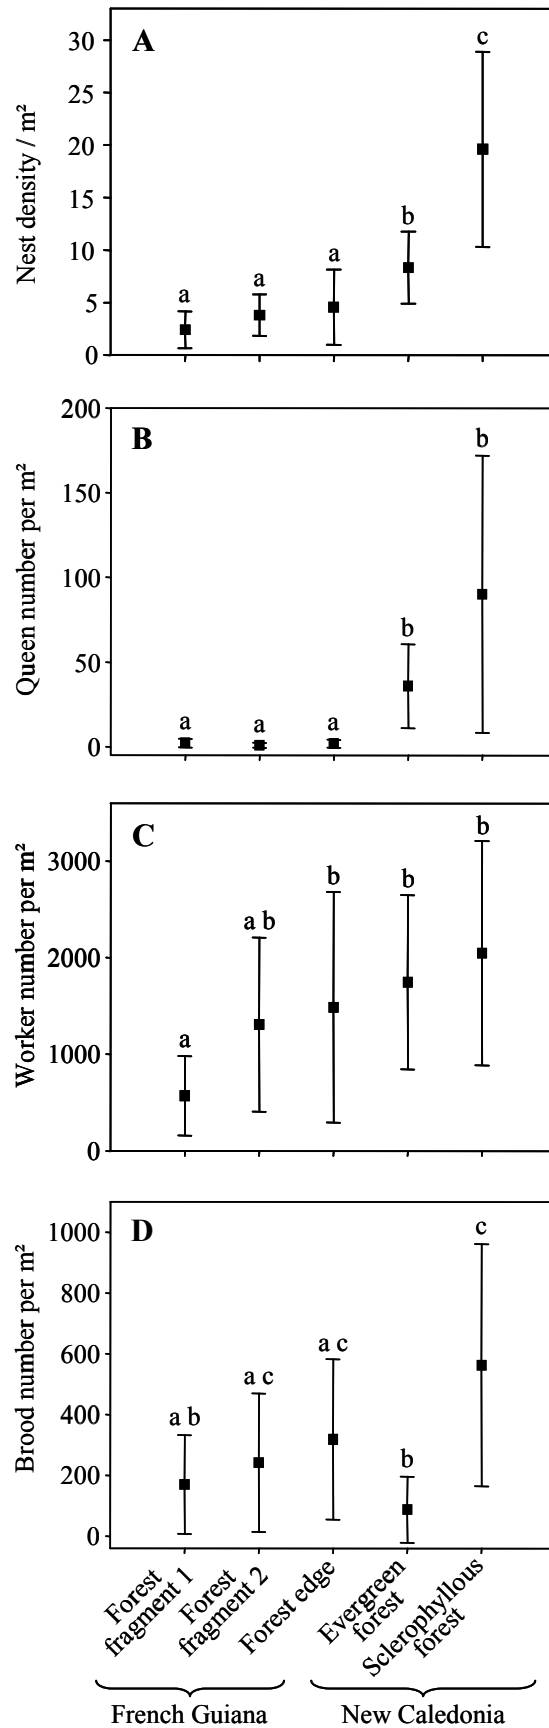 A
Nest density / m²
30
25
20
15
10
5
0
a
a
a
b
c
B
Queen number per m²
200
150
100
50
0
a
a
a
b
b
C
Worker number per m²
3000
2000
1000
0
a
a b
b
b
b
D
Brood number per m²
1000
800
600
400
200
0
a b
a c
a c
b
c
Forest
fragment 1
Forest
fragment 2
Forest edge
Evergreen
forest
Sclerophyllous
forest
French Guiana
New Caledonia